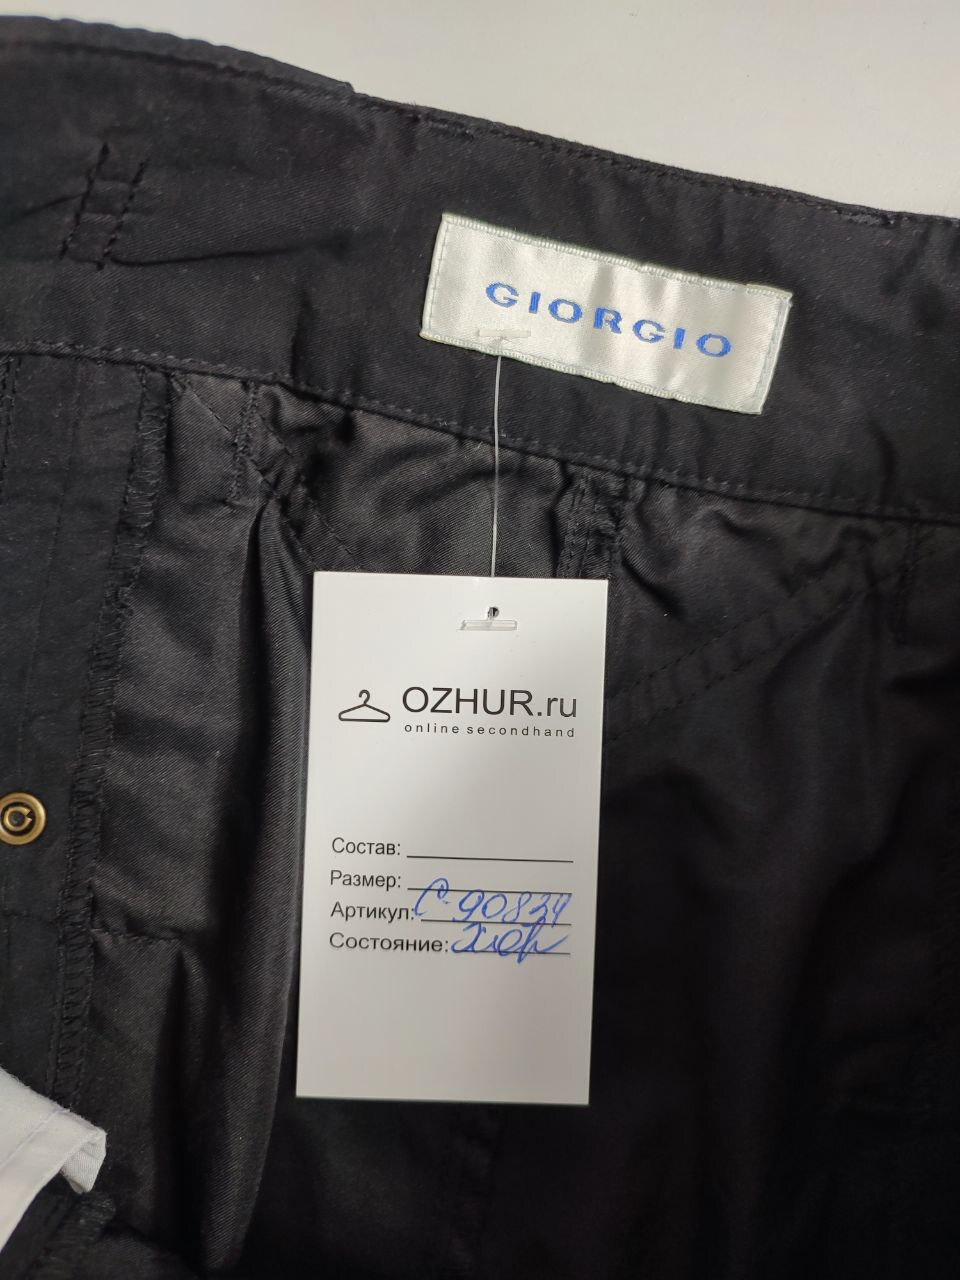 GIORGIO
OZHUR.ru
online secondhand
Состав:
Размер:
Артикул: С-90834
Состояние: хор